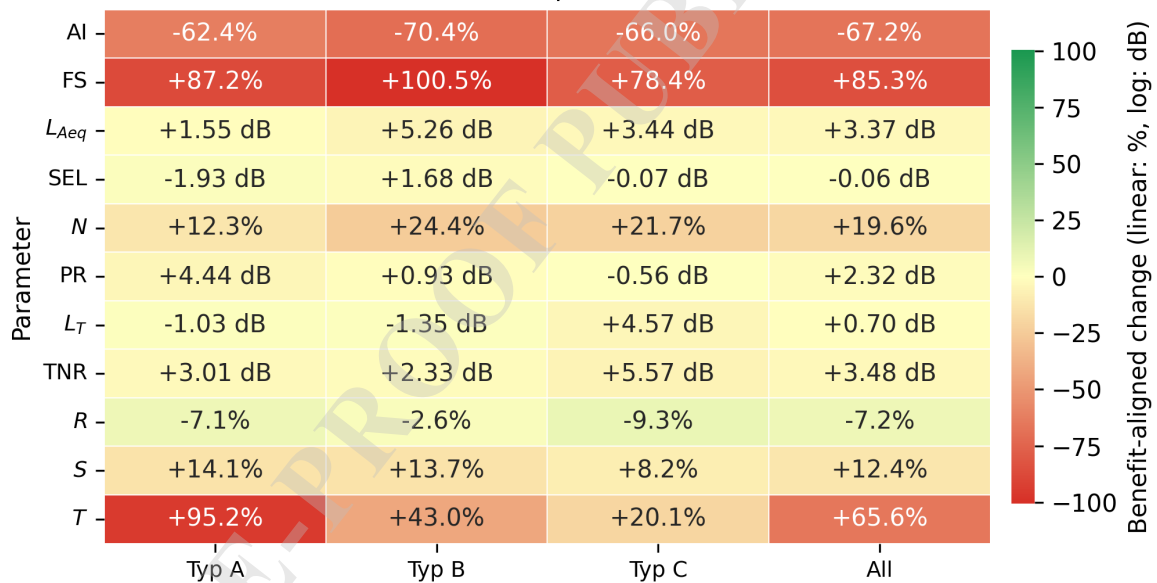 AI -62.4% -70.4% -66.0% -67.2%
FS +87.2% +100.5% +78.4% +85.3%
L_Aeq +1.55 dB +5.26 dB +3.44 dB +3.37 dB
SEL -1.93 dB +1.68 dB -0.07 dB -0.06 dB
N +12.3% +24.4% +21.7% +19.6%
PR +4.44 dB +0.93 dB -0.56 dB +2.32 dB
L_T -1.03 dB -1.35 dB +4.57 dB +0.70 dB
TNR +3.01 dB +2.33 dB +5.57 dB +3.48 dB
R -7.1% -2.6% -9.3% -7.2%
S +14.1% +13.7% +8.2% +12.4%
T +95.2% +43.0% +20.1% +65.6%
Typ A Typ B Typ C All
Parameter
100
75
50
25
0
−25
−50
−75
−100
Benefit-aligned change (linear: %, log: dB)
E-PROOF PUB